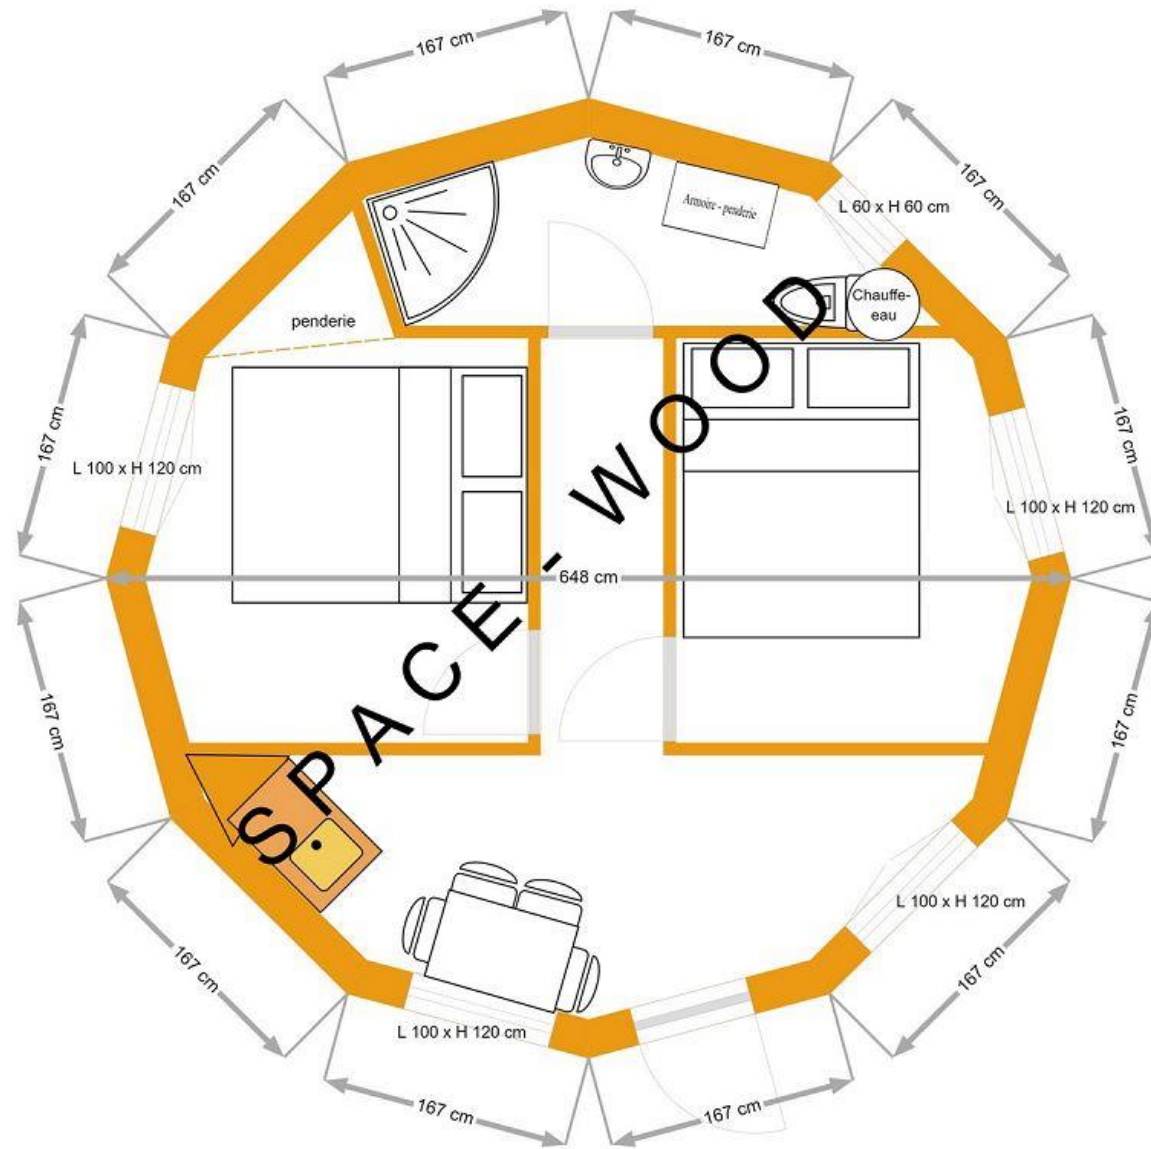 167 cm
167 cm
167 cm
167 cm
L 60 x H 60 cm
Armoire - penderie
Chauffe-
eau
penderie
167 cm
167 cm
L 100 x H 120 cm
L 100 x H 120 cm
648 cm
SPACE-WOOD
167 cm
167 cm
L 100 x H 120 cm
167 cm
167 cm
L 100 x H 120 cm
167 cm
167 cm